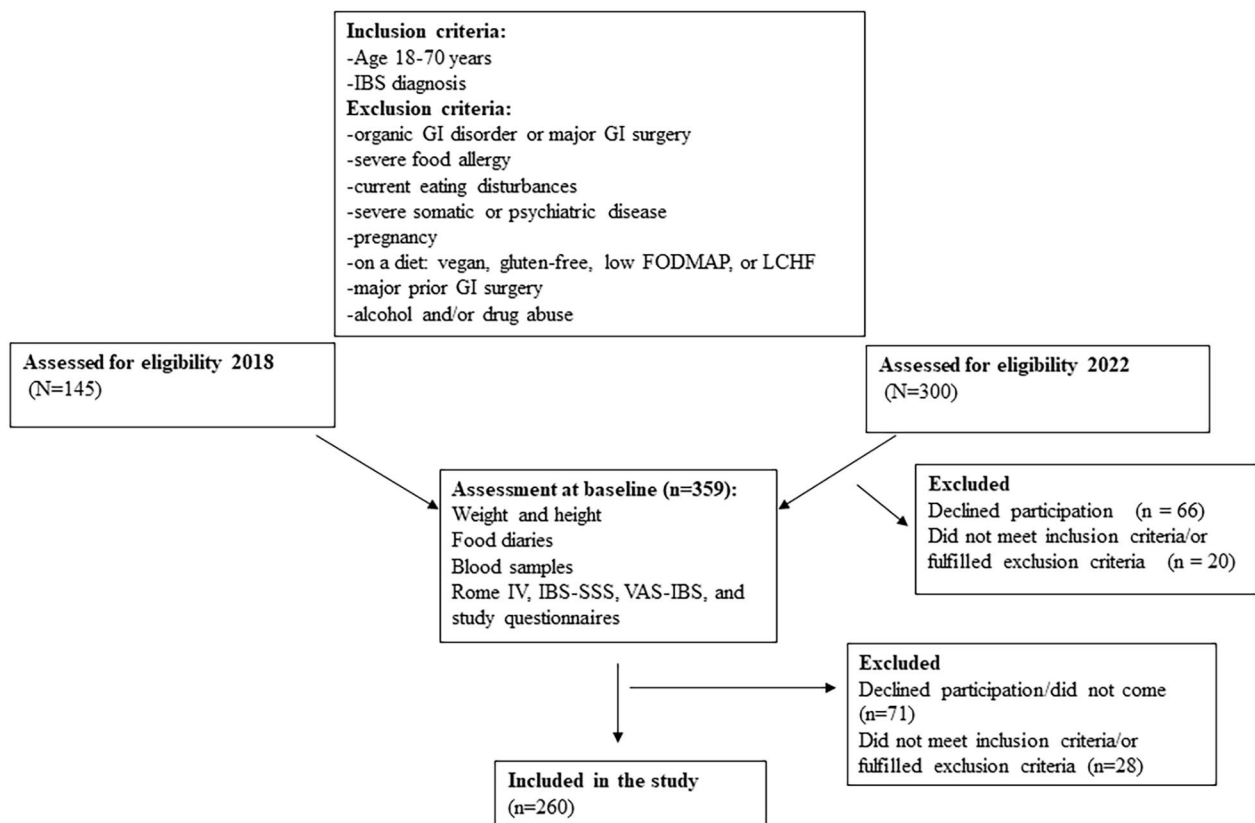 Inclusion criteria:
-Age 18-70 years
-IBS diagnosis
Exclusion criteria:
-organic GI disorder or major GI surgery
-severe food allergy
-current eating disturbances
-severe somatic or psychiatric disease
-pregnancy
-on a diet: vegan, gluten-free, low FODMAP, or LCHF
-major prior GI surgery
-alcohol and/or drug abuse
Assessed for eligibility 2018
(N=145)
Assessed for eligibility 2022
(N=300)
Assessment at baseline (n=359):
Weight and height
Food diaries
Blood samples
Rome IV, IBS-SSS, VAS-IBS, and
study questionnaires
Excluded
Declined participation (n = 66)
Did not meet inclusion criteria/or
fulfilled exclusion criteria (n = 20)
Excluded
Declined participation/did not come
(n=71)
Did not meet inclusion criteria/or
fulfilled exclusion criteria (n=28)
Included in the study
(n=260)